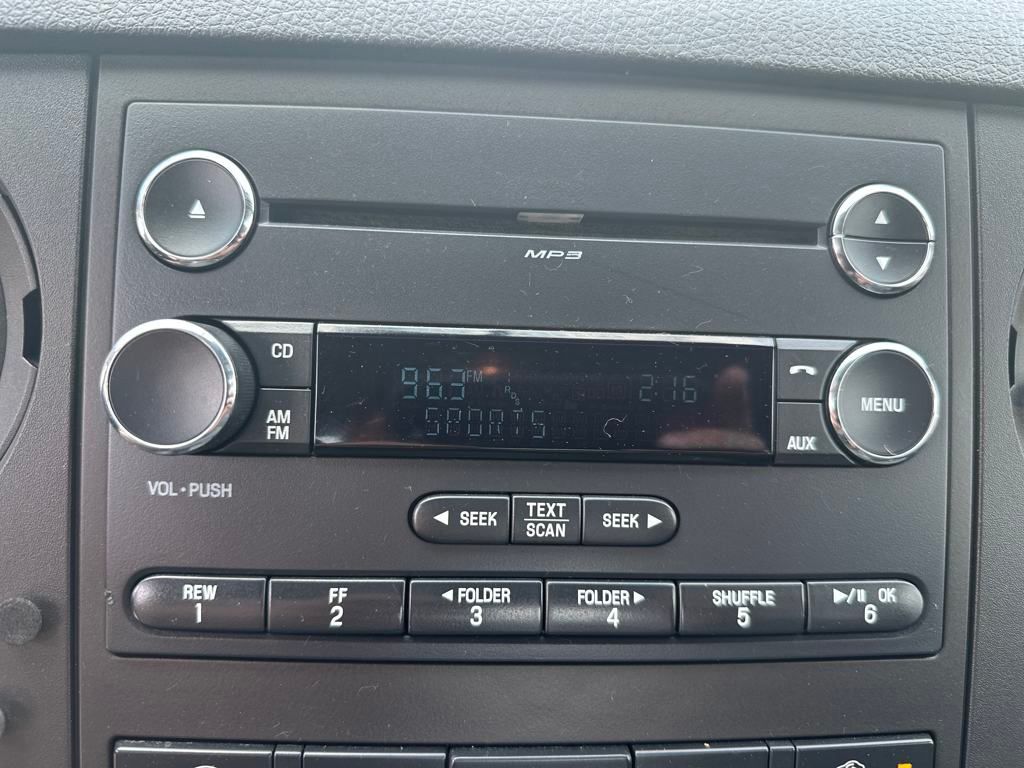 MP3
CD
AM
FM
96.3 FM RDS 2:16
SPORTS
MENU
AUX
VOL•PUSH
◄ SEEK TEXT SCAN SEEK ►
REW 1
FF 2
◄ FOLDER 3
FOLDER ► 4
SHUFFLE 5
►/II OK 6